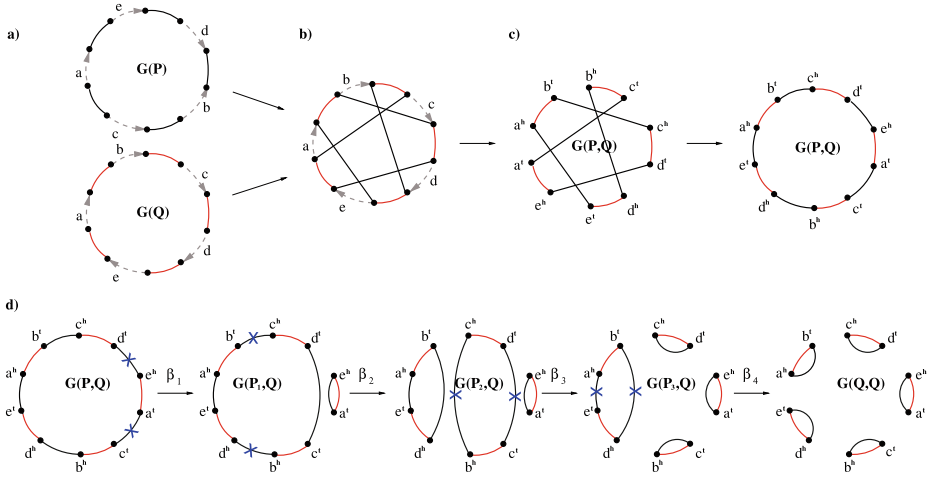 a)
e
d
G(P)
a
b
c
b
c
G(Q)
a
d
e
b)
b
c
a
d
e
c)
bʰ
cᵗ
bᵗ
aʰ
cʰ
G(P,Q)
aᵗ
dᵗ
eʰ
eᵗ
dʰ
cʰ
bᵗ
dᵗ
aʰ
eʰ
G(P,Q)
eᵗ
aᵗ
dʰ
cᵗ
bʰ
d)
cʰ
bᵗ
dᵗ
aʰ
eʰ
G(P,Q)
eᵗ
aᵗ
dʰ
cᵗ
bʰ
β₁
cʰ
bᵗ
dᵗ
aʰ
eʰ
G(P₁,Q)
eᵗ
aᵗ
dʰ
cᵗ
bʰ
β₂
cʰ
bᵗ
dᵗ
aʰ
eʰ
G(P₂,Q)
eᵗ
aᵗ
dʰ
cᵗ
bʰ
β₃
cʰ
bᵗ
dᵗ
aʰ
eʰ
G(P₃,Q)
eᵗ
aᵗ
dʰ
cᵗ
bʰ
β₄
cʰ
bᵗ
dᵗ
aʰ
eʰ
G(Q,Q)
eᵗ
aᵗ
dʰ
cᵗ
bʰ